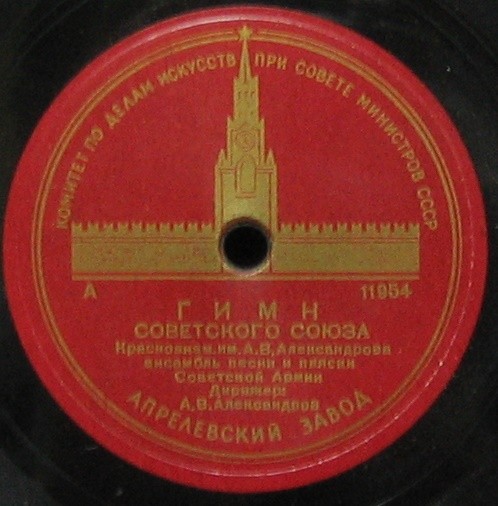 КОМИТЕТ ПО ДЕЛАМ ИСКУССТВ ПРИ СОВЕТЕ МИНИСТРОВ СССР
А 11954
ГИМН
СОВЕТСКОГО СОЮЗА
Краснознам. им. А.В. Александрова
ансамбль песни и пляски
Советской Армии
Дирижер:
А.В. Александров
АПРЕЛЕВСКИЙ ЗАВОД